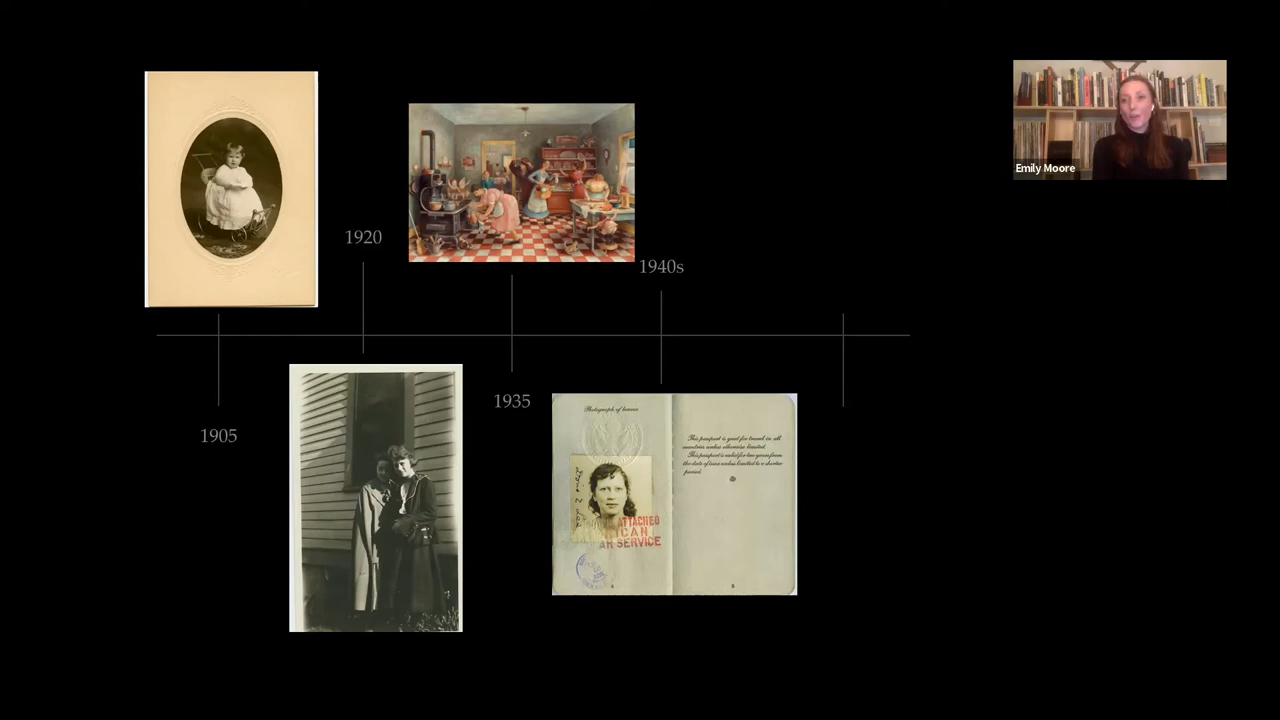 Emily Moore
1920
1940s
1905
1935
Photograph of bearer
This passport is good for travel in all
countries unless otherwise limited.
This passport is valid for two years from
the date of issue unless limited to a shorter
period.
ATTACHED
CAN
SERVICE